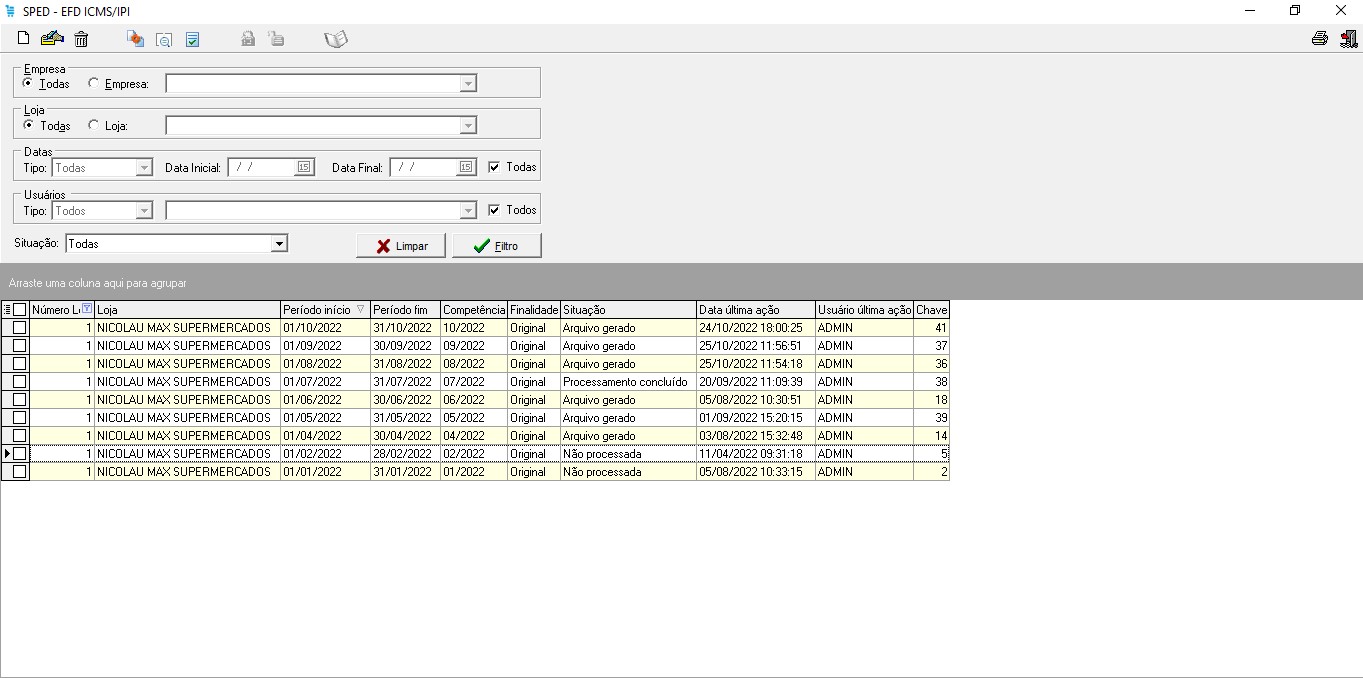 SPED - EFD ICMS/IPI
Empresa
Todas Empresa:
Loja
Todas Loja:
Datas
Tipo: Todas Data Inicial: / / 15 Data Final: / / 15 Todas
Usuários
Tipo: Todos Todos
Situação: Todas Limpar Filtro
Arraste uma coluna aqui para agrupar
Número L Loja Período início Período fim Competência Finalidade Situação Data última ação Usuário última ação Chave
1 NICOLAU MAX SUPERMERCADOS 01/10/2022 31/10/2022 10/2022 Original Arquivo gerado 24/10/2022 18:00:25 ADMIN 41
1 NICOLAU MAX SUPERMERCADOS 01/09/2022 30/09/2022 09/2022 Original Arquivo gerado 25/10/2022 11:56:51 ADMIN 37
1 NICOLAU MAX SUPERMERCADOS 01/08/2022 31/08/2022 08/2022 Original Arquivo gerado 25/10/2022 11:54:18 ADMIN 36
1 NICOLAU MAX SUPERMERCADOS 01/07/2022 31/07/2022 07/2022 Original Processamento concluído 20/09/2022 11:09:39 ADMIN 38
1 NICOLAU MAX SUPERMERCADOS 01/06/2022 30/06/2022 06/2022 Original Arquivo gerado 05/08/2022 10:30:51 ADMIN 18
1 NICOLAU MAX SUPERMERCADOS 01/05/2022 31/05/2022 05/2022 Original Arquivo gerado 01/09/2022 15:20:15 ADMIN 39
1 NICOLAU MAX SUPERMERCADOS 01/04/2022 30/04/2022 04/2022 Original Arquivo gerado 03/08/2022 15:32:48 ADMIN 14
1 NICOLAU MAX SUPERMERCADOS 01/02/2022 28/02/2022 02/2022 Original Não processada 11/04/2022 09:31:18 ADMIN 5
1 NICOLAU MAX SUPERMERCADOS 01/01/2022 31/01/2022 01/2022 Original Não processada 05/08/2022 10:33:15 ADMIN 2